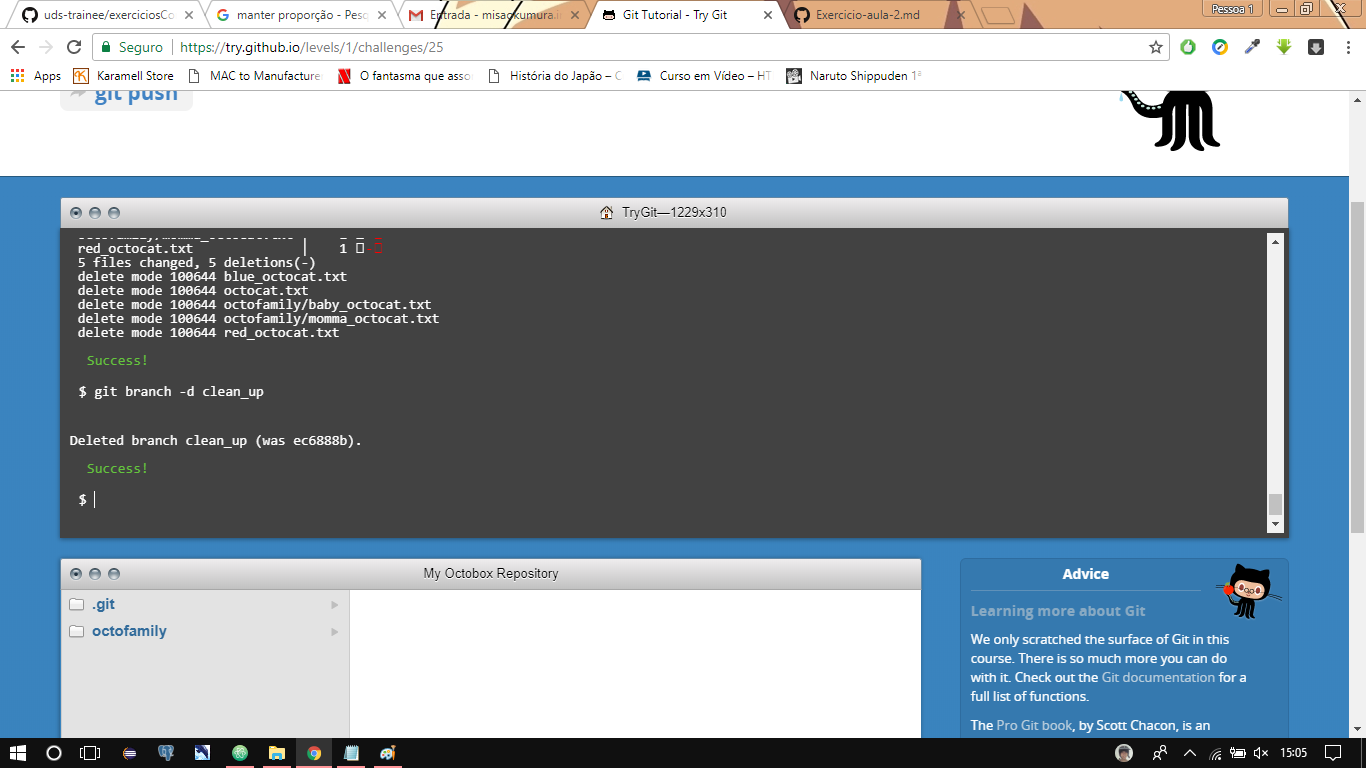 uds-trainee/exerciciosCo
manter proporção - Pesq
Entrada - misaokumura.
Git Tutorial - Try Git
Exercicio-aula-2.md
Pessoa 1
Seguro
https://try.github.io/levels/1/challenges/25
Apps
Karamell Store
MAC to Manufacture
O fantasma que asso
História do Japão –
Curso em Vídeo – HT
Naruto Shippuden 1ª
git push
TryGit—1229x310
octofamily/momma_octocat.txt | 1
red_octocat.txt | 1
5 files changed, 5 deletions(-)
delete mode 100644 blue_octocat.txt
delete mode 100644 octocat.txt
delete mode 100644 octofamily/baby_octocat.txt
delete mode 100644 octofamily/momma_octocat.txt
delete mode 100644 red_octocat.txt
Success!
$ git branch -d clean_up
Deleted branch clean_up (was ec6888b).
Success!
$
My Octobox Repository
.git
octofamily
Advice
Learning more about Git
We only scratched the surface of Git in this
course. There is so much more you can do
with it. Check out the Git documentation for a
full list of functions.
The Pro Git book, by Scott Chacon, is an
15:05